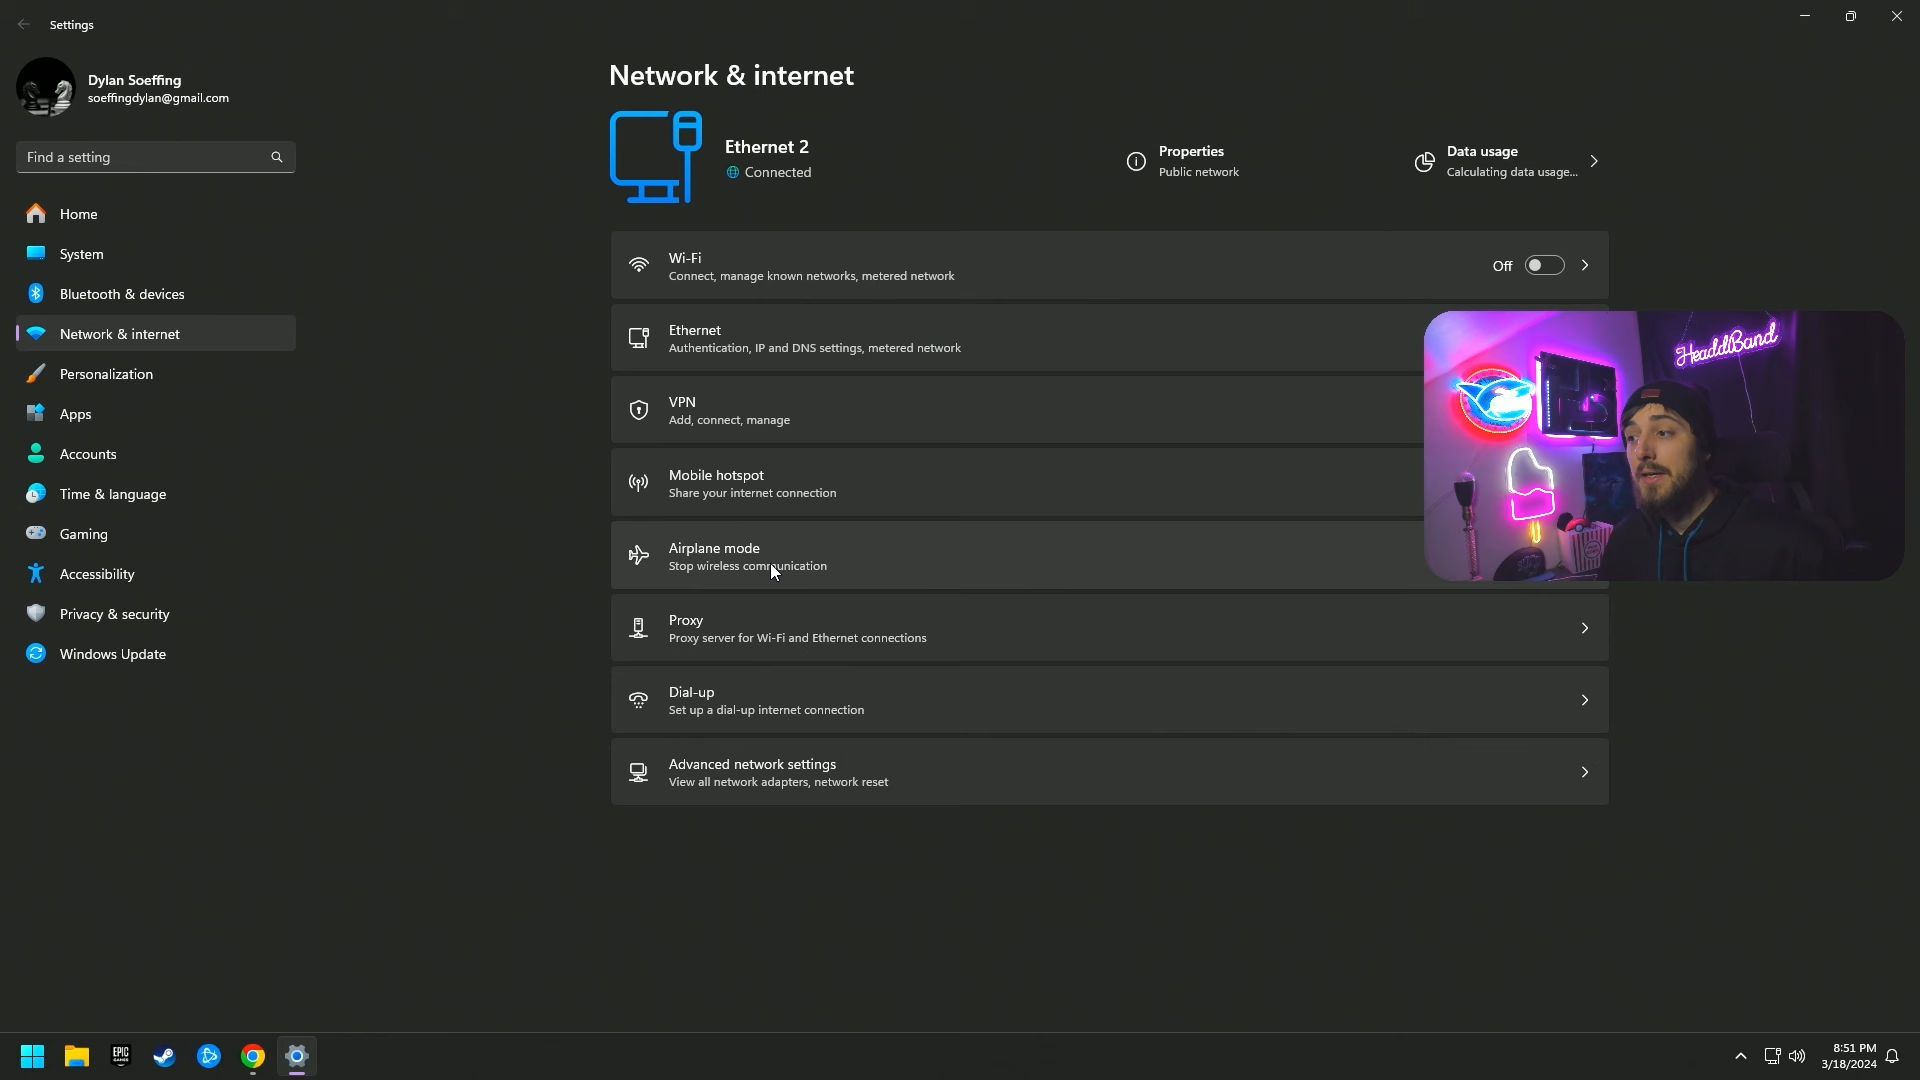 Settings
Dylan Soeffing
soeffingdylan@gmail.com
Find a setting
Home
System
Bluetooth & devices
Network & internet
Personalization
Apps
Accounts
Time & language
Gaming
Accessibility
Privacy & security
Windows Update
Network & internet
Ethernet 2
Connected
Properties
Public network
Data usage
Calculating data usage...
Wi-Fi
Connect, manage known networks, metered network
Off
Ethernet
Authentication, IP and DNS settings, metered network
VPN
Add, connect, manage
Mobile hotspot
Share your internet connection
Airplane mode
Stop wireless communication
Proxy
Proxy server for Wi-Fi and Ethernet connections
Dial-up
Set up a dial-up internet connection
Advanced network settings
View all network adapters, network reset
HeaddBand
EPIC
GAMES
8:51 PM
3/18/2024